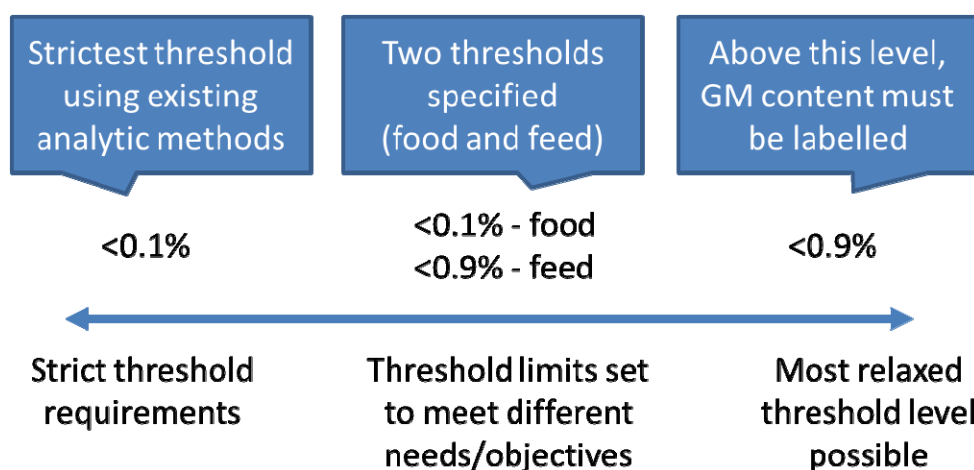 Strictest threshold
using existing
analytic methods
Two thresholds
specified
(food and feed)
Above this level,
GM content must
be labelled
<0.1%
<0.1% - food
<0.9% - feed
<0.9%
Strict threshold
requirements
Threshold limits set
to meet different
needs/objectives
Most relaxed
threshold level
possible